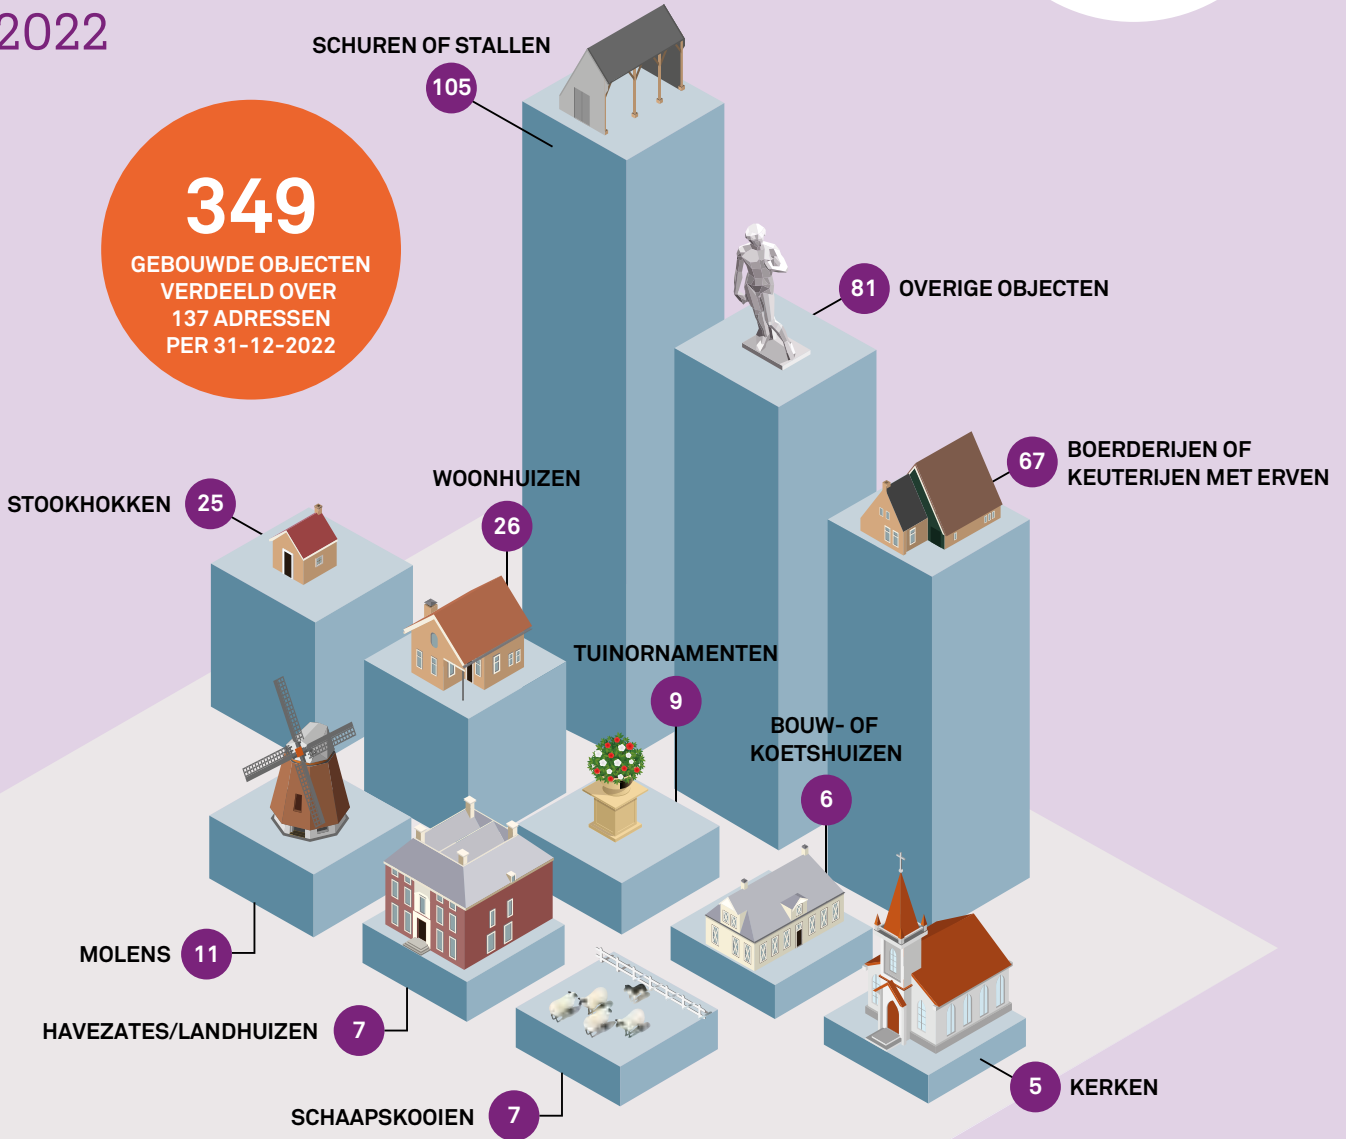 2022
SCHUREN OF STALLEN
105
349
GEBOUWDE OBJECTEN
VERDEELD OVER
137 ADRESSEN
PER 31-12-2022
81
OVERIGE OBJECTEN
67
BOERDERIJEN OF
KEUTERIJEN MET ERVEN
STOOKHOKKEN
25
WOONHUIZEN
26
TUINORNAMENTEN
9
BOUW- OF
KOETSHUIZEN
6
MOLENS
11
HAVEZATES/LANDHUIZEN
7
SCHAAPSKOOIEN
7
5
KERKEN